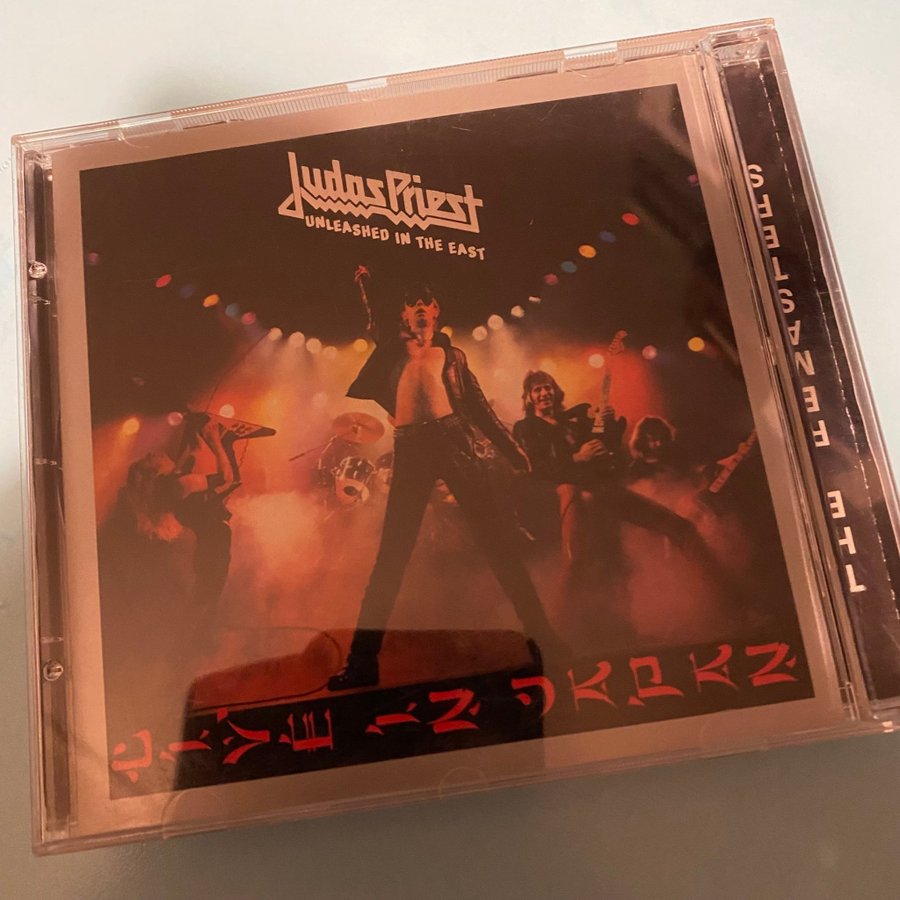 Judas Priest
UNLEASHED IN THE EAST
LIVE IN JAPAN
THE REMASTERS